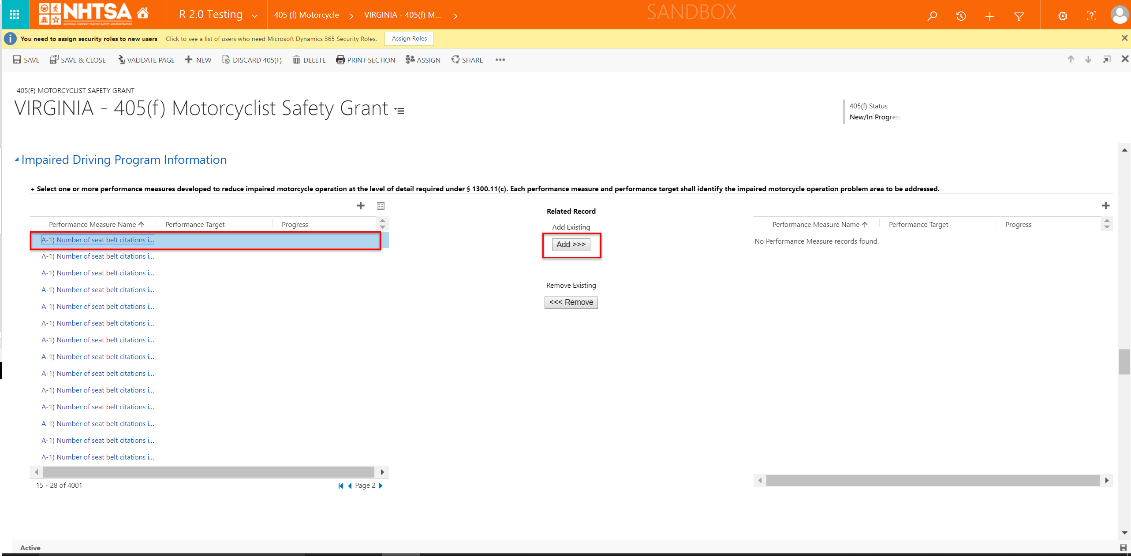 NHTSA
R 2.0 Testing
405 (f) Motorcycle
VIRGINIA - 405(f) M...
SANDBOX
You need to assign security roles to new users
Click to see a list of users who need Microsoft Dynamics 365 Security Roles.
Assign Roles
SAVE
SAVE & CLOSE
VALIDATE PAGE
NEW
DISCARD 405(F)
DELETE
PRINT SECTION
ASSIGN
SHARE
405(F) MOTORCYCLIST SAFETY GRANT
VIRGINIA - 405(f) Motorcyclist Safety Grant
405(f) Status
New/In Progress
Impaired Driving Program Information
+ Select one or more performance measures developed to reduce impaired motorcycle operation at the level of detail required under § 1300.11(c). Each performance measure and performance target shall identify the impaired motorcycle operation problem area to be addressed.
Performance Measure Name ↑
Performance Target
Progress
A-1) Number of seat belt citations i...
A-1) Number of seat belt citations i...
A-1) Number of seat belt citations i...
A-1) Number of seat belt citations i...
A-1) Number of seat belt citations i...
A-1) Number of seat belt citations i...
A-1) Number of seat belt citations i...
A-1) Number of seat belt citations i...
A-1) Number of seat belt citations i...
A-1) Number of seat belt citations i...
A-1) Number of seat belt citations i...
A-1) Number of seat belt citations i...
A-1) Number of seat belt citations i...
A-1) Number of seat belt citations i...
15 - 28 of 4001
Page 2
Related Record
Add Existing
Add >>>
Remove Existing
<<< Remove
Performance Measure Name ↑
Performance Target
Progress
No Performance Measure records found.
Active